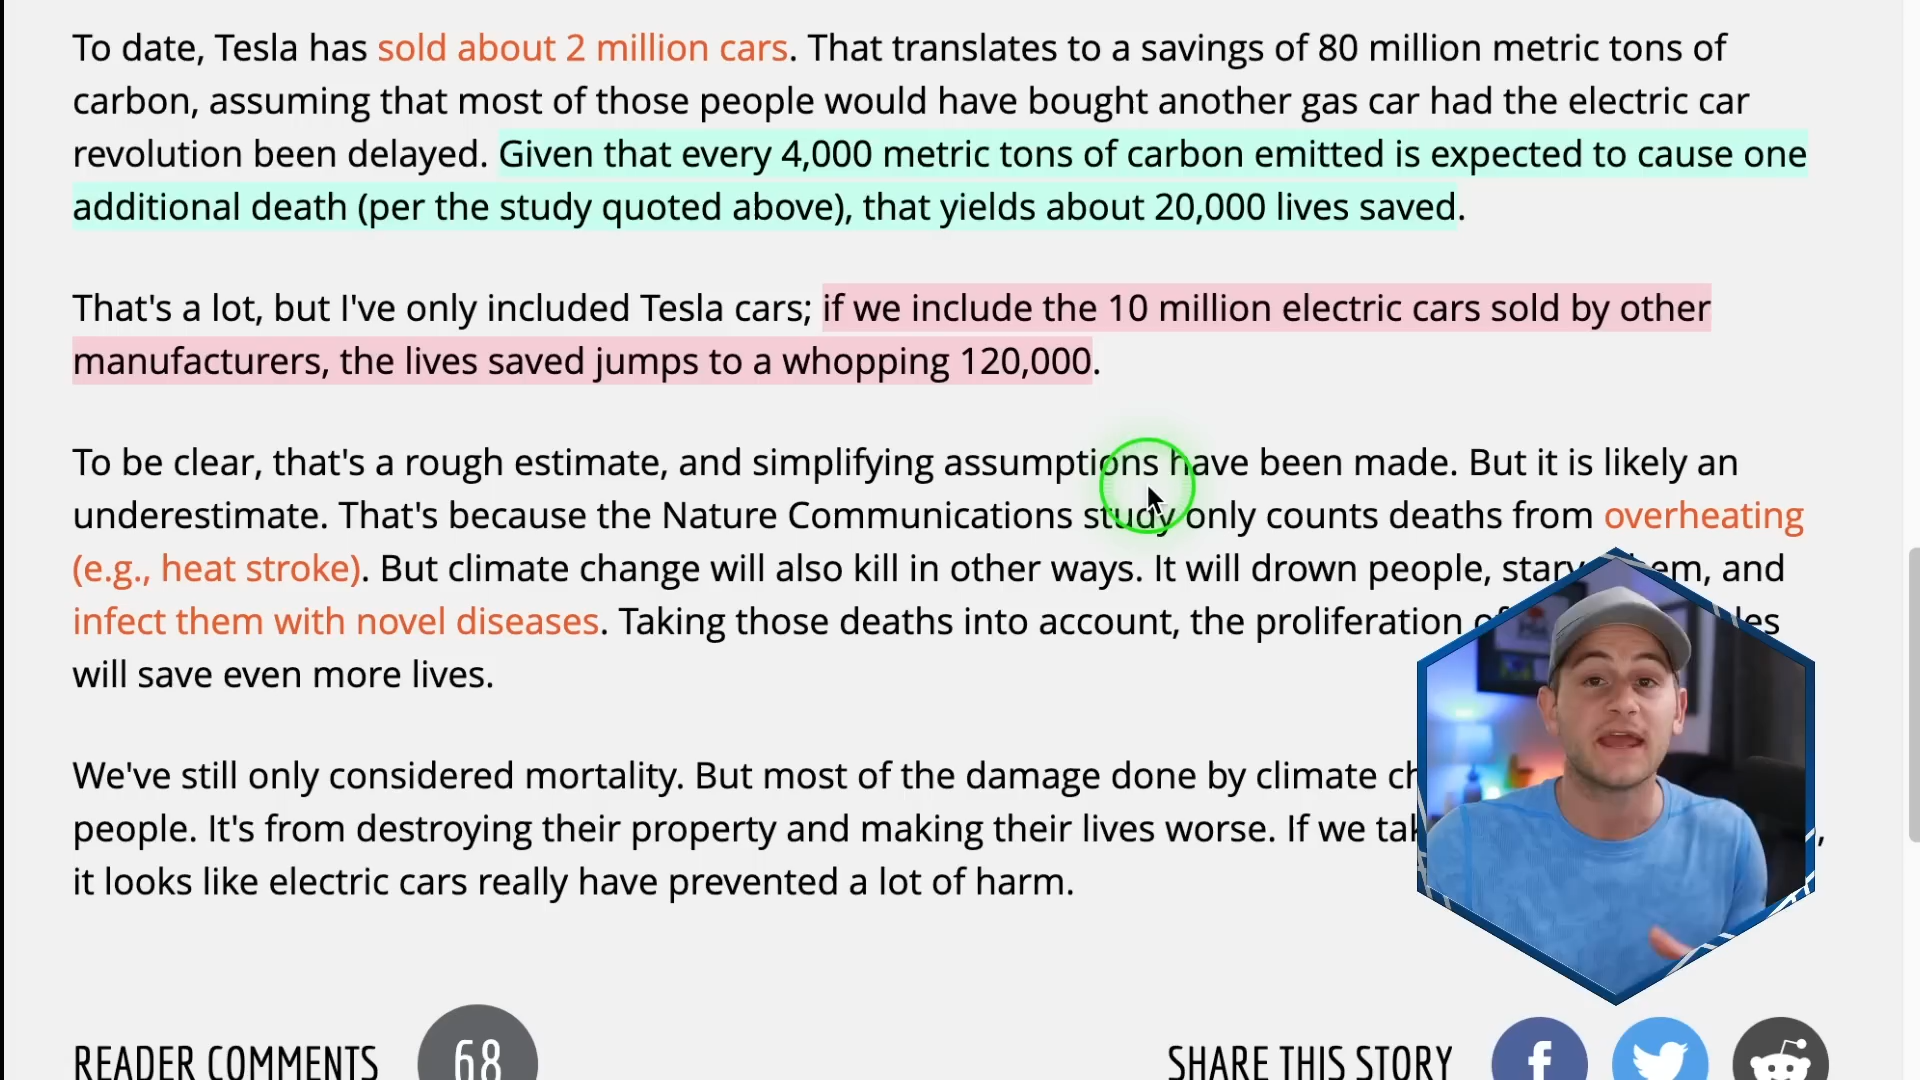 To date, Tesla has sold about 2 million cars. That translates to a savings of 80 million metric tons of
carbon, assuming that most of those people would have bought another gas car had the electric car
revolution been delayed. Given that every 4,000 metric tons of carbon emitted is expected to cause one
additional death (per the study quoted above), that yields about 20,000 lives saved.
That's a lot, but I've only included Tesla cars; if we include the 10 million electric cars sold by other
manufacturers, the lives saved jumps to a whopping 120,000.
To be clear, that's a rough estimate, and simplifying assumptions have been made. But it is likely an
underestimate. That's because the Nature Communications study only counts deaths from overheating
(e.g., heat stroke). But climate change will also kill in other ways. It will drown people, and
infect them with novel diseases. Taking those deaths into account, the proliferation
will save even more lives.
We've still only considered mortality. But most of the damage done by climate
people. It's from destroying their property and making their lives worse. If we
it looks like electric cars really have prevented a lot of harm.
READER COMMENTS 68
SHARE THIS STORY